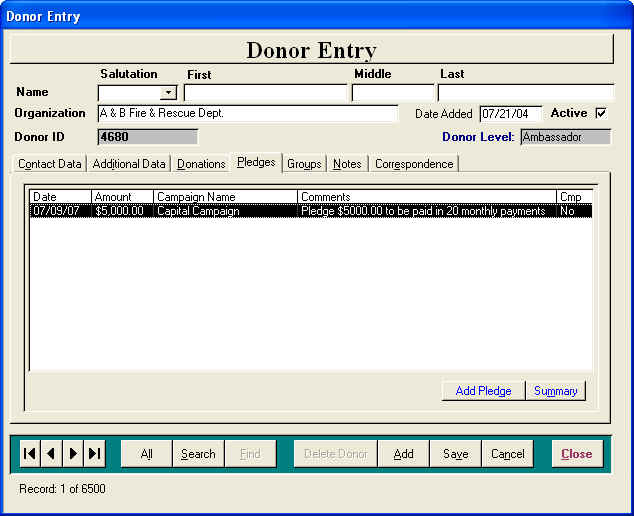 Donor Entry
Donor Entry
Salutation First Middle Last
Name
Organization A & B Fire & Rescue Dept. Date Added 07/21/04 Active
Donor ID 4680 Donor Level: Ambassador
Contact Data Additional Data Donations Pledges Groups Notes Correspondence
Date Amount Campaign Name Comments Cmp
07/09/07 $5,000.00 Capital Campaign Pledge $5000.00 to be paid in 20 monthly payments No
Add Pledge Summary
All Search Find Delete Donor Add Save Cancel Close
Record: 1 of 6500